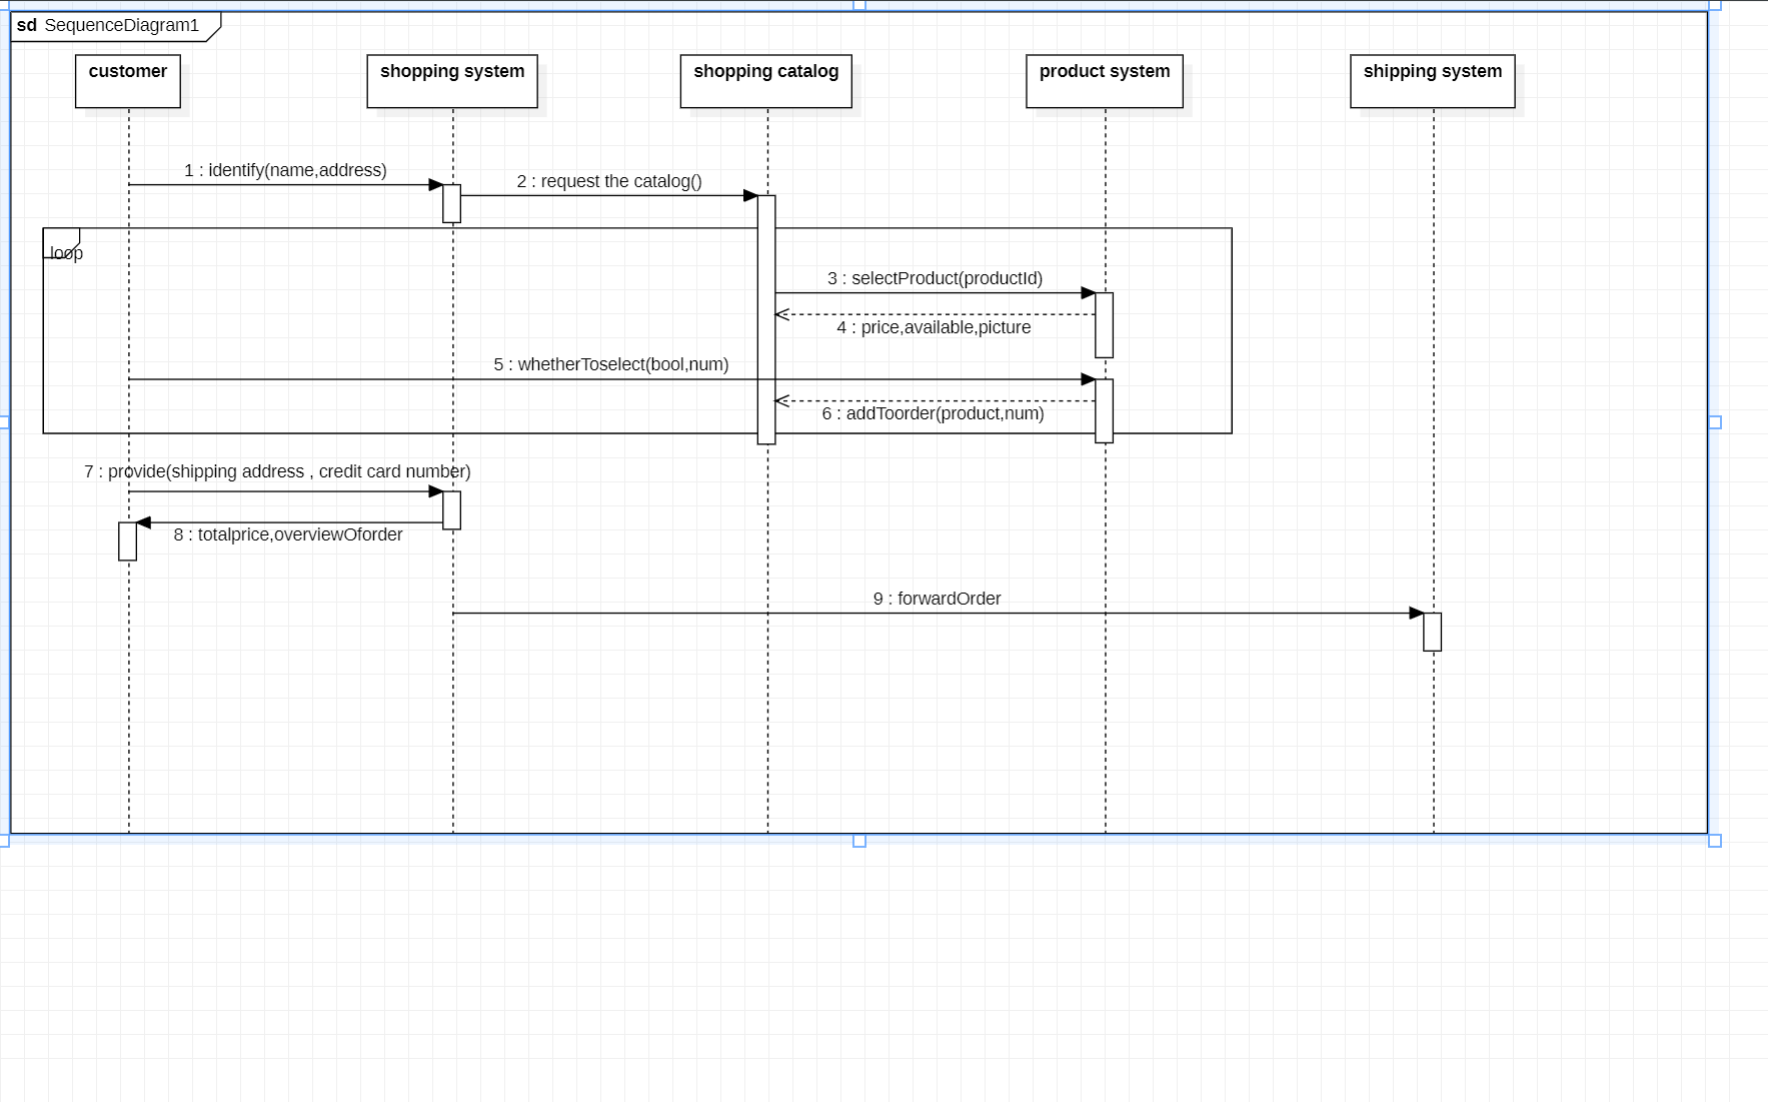 sd SequenceDiagram1
customer
shopping system
shopping catalog
product system
shipping system
1 : identify(name,address)
2 : request the catalog()
loop
3 : selectProduct(productId)
4 : price,available,picture
5 : whetherToselect(bool,num)
6 : addToorder(product,num)
7 : provide(shipping address , credit card number)
8 : totalprice,overviewOforder
9 : forwardOrder